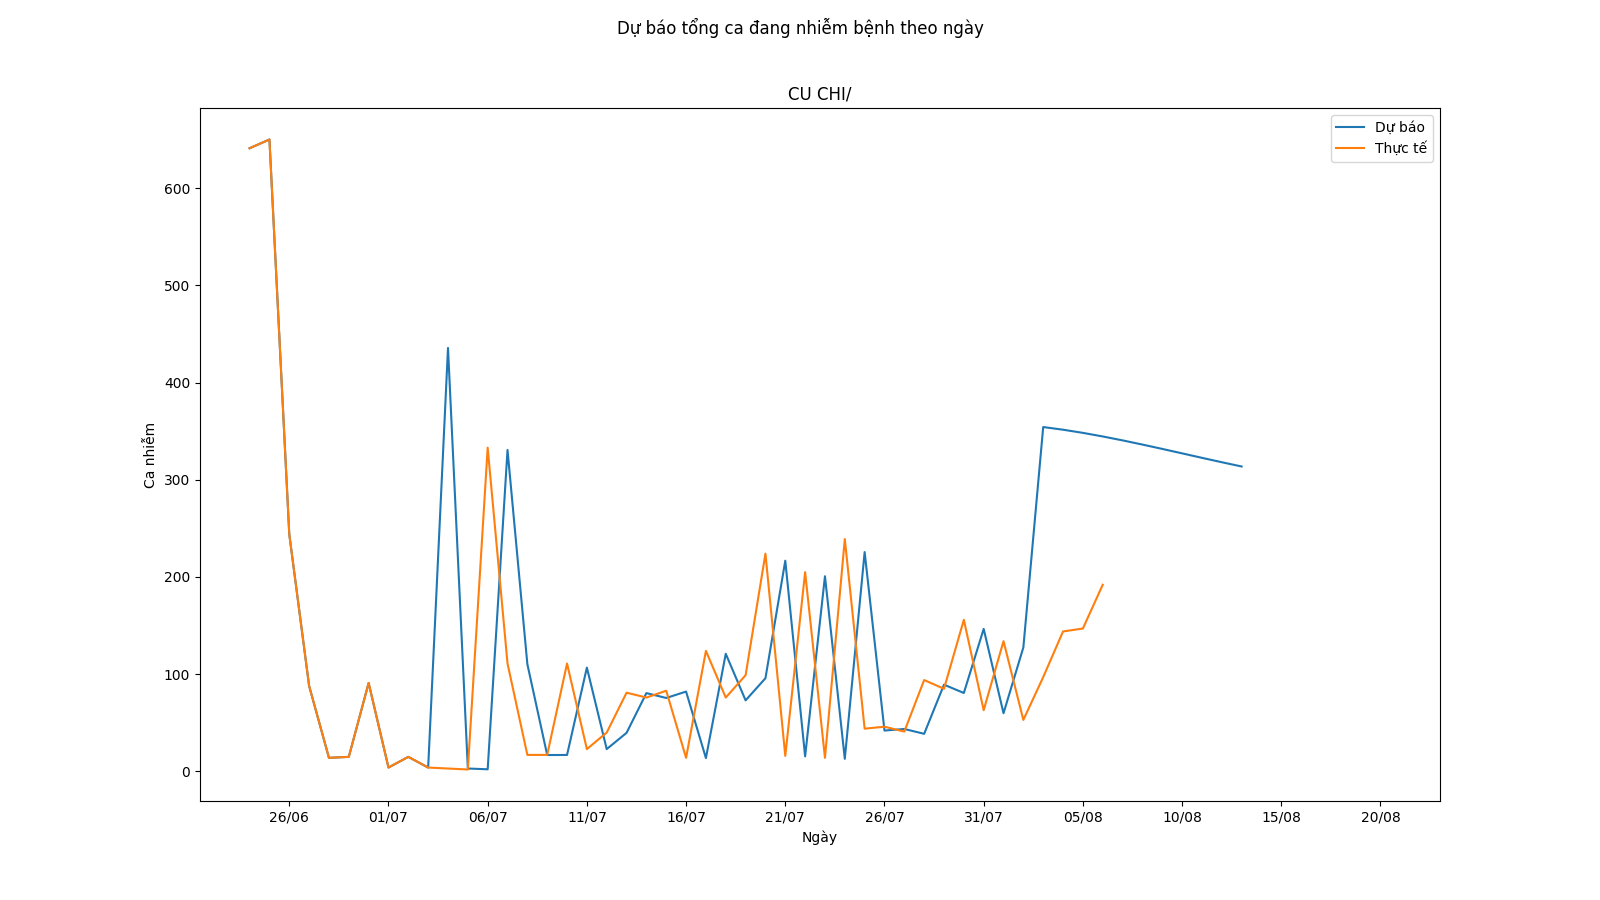 Dự báo tổng ca đang nhiễm bệnh theo ngày
CU CHI/
Dự báo
Thực tế
Ca nhiễm
600
500
400
300
200
100
0
26/06 01/07 06/07 11/07 16/07 21/07 26/07 31/07 05/08 10/08 15/08 20/08
Ngày